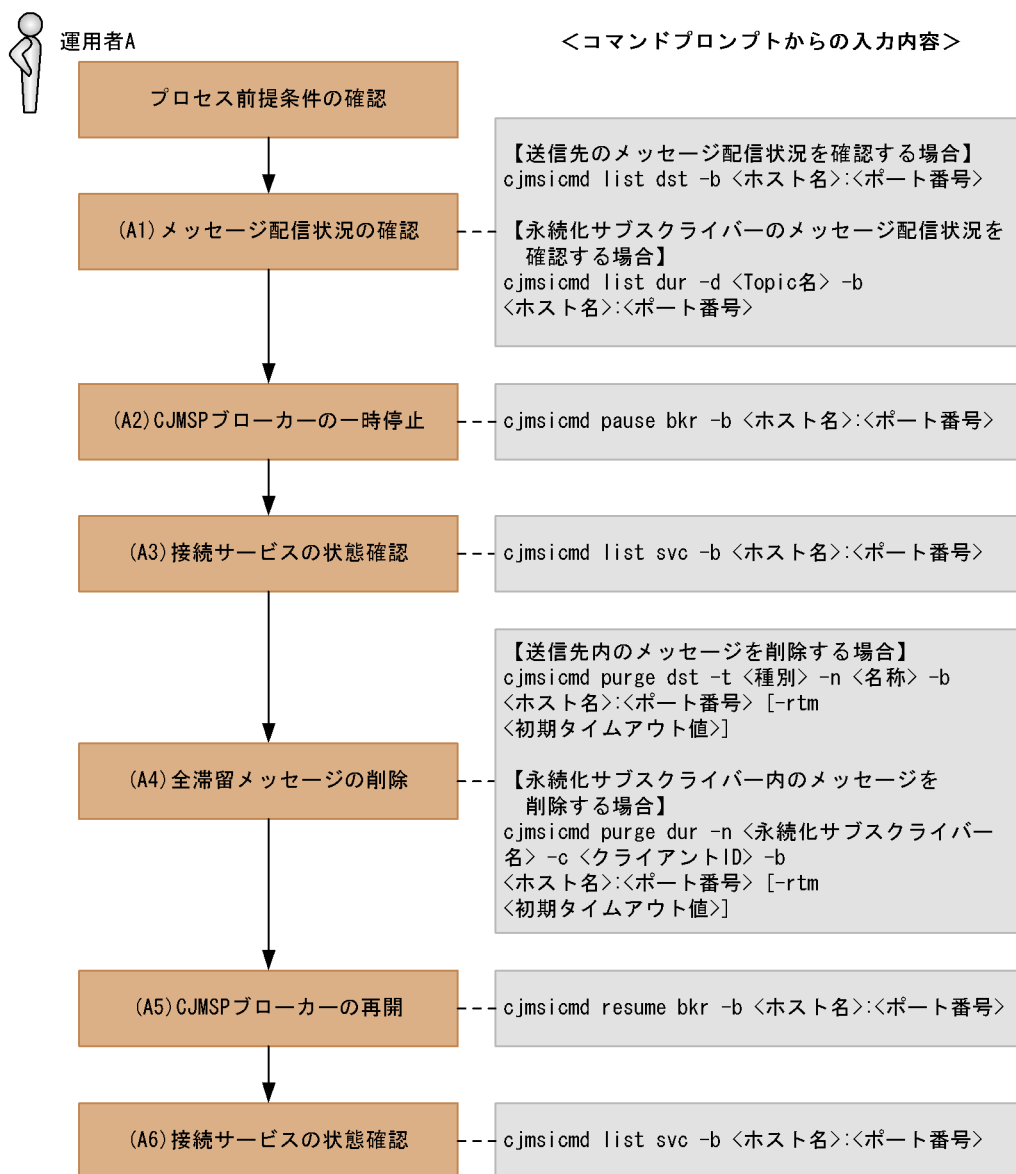 運用者A
＜コマンドプロンプトからの入力内容＞
プロセス前提条件の確認
(A1)メッセージ配信状況の確認
【送信先のメッセージ配信状況を確認する場合】
cjmsicmd list dst -b <ホスト名>:<ポート番号>
【永続化サブスクライバーのメッセージ配信状況を
確認する場合】
cjmsicmd list dur -d <Topic名> -b
<ホスト名>:<ポート番号>
(A2)CJMSPブローカーの一時停止
cjmsicmd pause bkr -b <ホスト名>:<ポート番号>
(A3)接続サービスの状態確認
cjmsicmd list svc -b <ホスト名>:<ポート番号>
(A4)全滞留メッセージの削除
【送信先内のメッセージを削除する場合】
cjmsicmd purge dst -t <種別> -n <名称> -b
<ホスト名>:<ポート番号> [-rtm
<初期タイムアウト値>]
【永続化サブスクライバー内のメッセージを
削除する場合】
cjmsicmd purge dur -n <永続化サブスクライバー
名> -c <クライアントID> -b
<ホスト名>:<ポート番号> [-rtm
<初期タイムアウト値>]
(A5)CJMSPブローカーの再開
cjmsicmd resume bkr -b <ホスト名>:<ポート番号>
(A6)接続サービスの状態確認
cjmsicmd list svc -b <ホスト名>:<ポート番号>